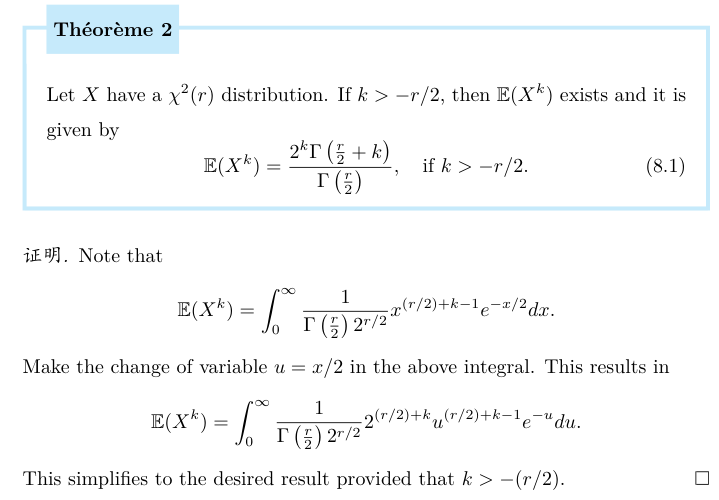 Théorème 2
Let $X$ have a $\chi^2(r)$ distribution. If $k > -r/2$, then $\mathbb{E}(X^k)$ exists and it is
given by
$$\mathbb{E}(X^k) = \frac{2^k \Gamma\left(\frac{r}{2} + k\right)}{\Gamma\left(\frac{r}{2}\right)}, \quad \text{if } k > -r/2. \quad (8.1)$$
证明. Note that
$$\mathbb{E}(X^k) = \int_0^\infty \frac{1}{\Gamma\left(\frac{r}{2}\right) 2^{r/2}} x^{(r/2)+k-1} e^{-x/2} dx.$$
Make the change of variable $u = x/2$ in the above integral. This results in
$$\mathbb{E}(X^k) = \int_0^\infty \frac{1}{\Gamma\left(\frac{r}{2}\right) 2^{r/2}} 2^{(r/2)+k} u^{(r/2)+k-1} e^{-u} du.$$
This simplifies to the desired result provided that $k > -(r/2)$. □